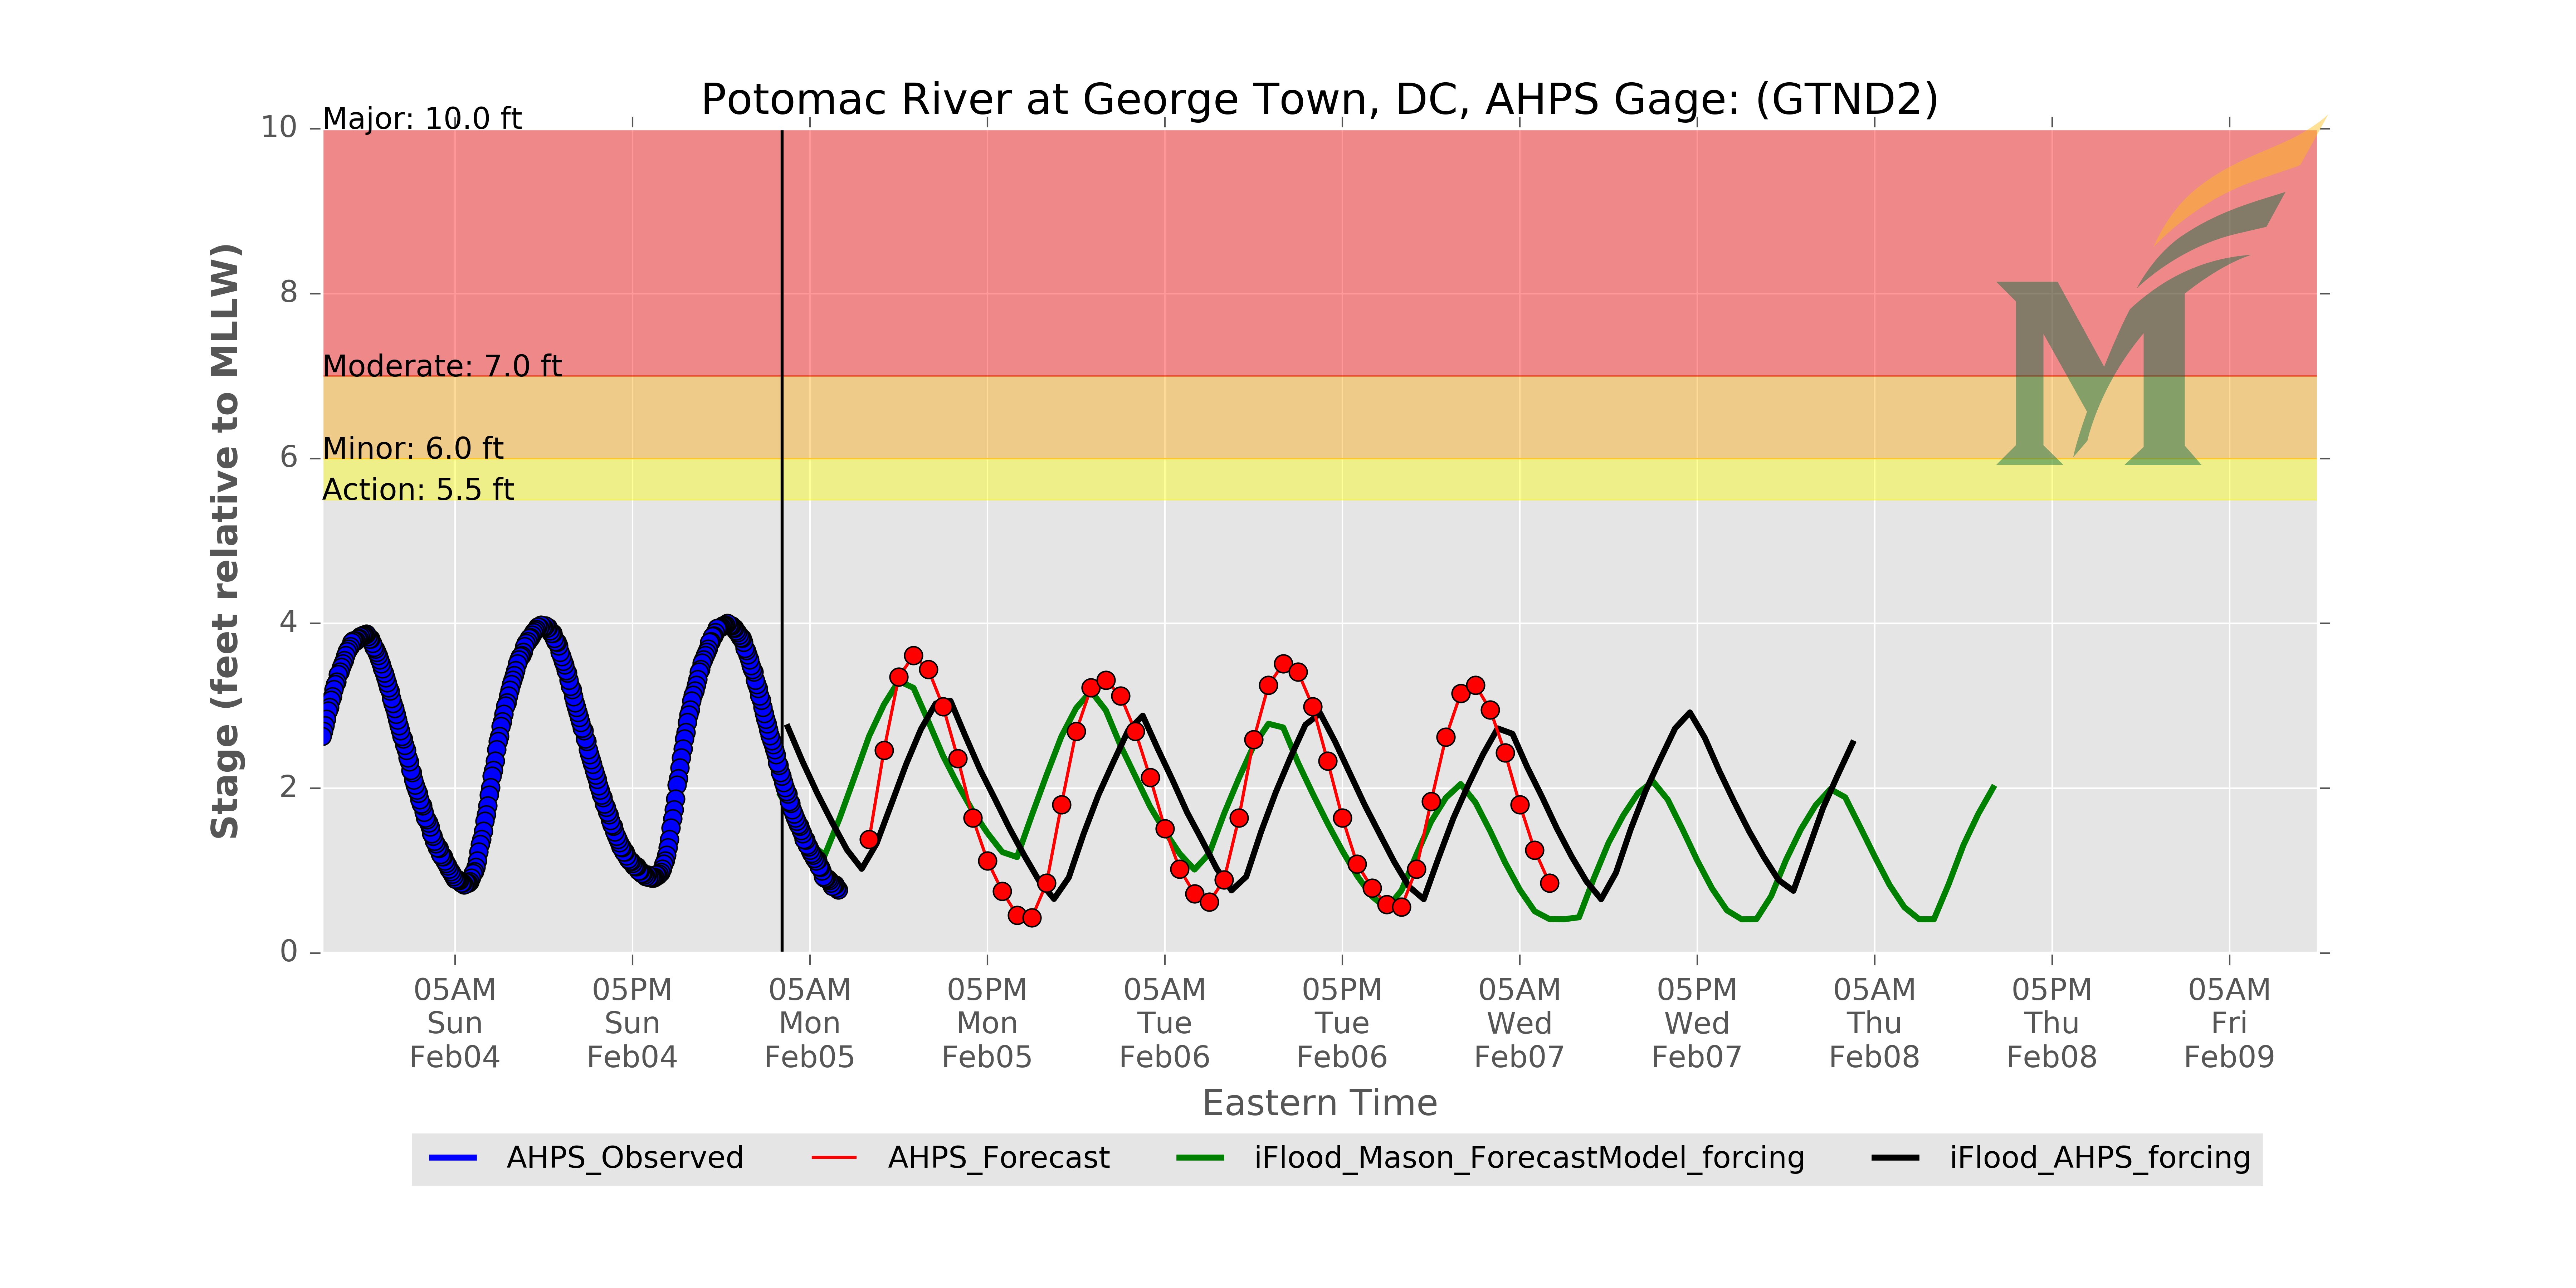 Potomac River at George Town, DC, AHPS Gage: (GTND2)
Major: 10.0 ft
Moderate: 7.0 ft
Minor: 6.0 ft
Action: 5.5 ft
10
8
6
4
2
0
Stage (feet relative to MLLW)
M
05AM 05PM 05AM 05PM 05AM 05PM 05AM 05PM 05AM 05PM 05AM
Sun Sun Mon Mon Tue Tue Wed Wed Thu Thu Fri
Feb04 Feb04 Feb05 Feb05 Feb06 Feb06 Feb07 Feb07 Feb08 Feb08 Feb09
Eastern Time
AHPS_Observed AHPS_Forecast iFlood_Mason_ForecastModel_forcing iFlood_AHPS_forcing